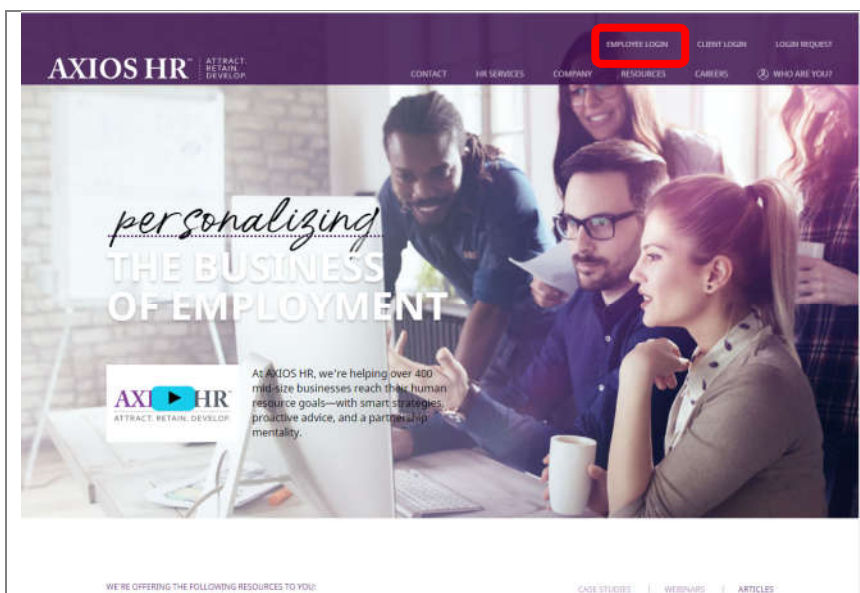 EMPLOYEE LOGIN CLIENT LOGIN LOGIN REQUEST
AXIOS HR™ ATTRACT.
RETAIN.
DEVELOP.
CONTACT HR SERVICES COMPANY RESOURCES CAREERS WHO ARE YOU?
personalizing
THE BUSINESS
OF EMPLOYMENT
At AXIOS HR, we're helping over 400
mid-size businesses reach their human
resource goals—with smart strategies,
proactive advice, and a partnership
mentality.
AXI HR™
ATTRACT. RETAIN. DEVELOP.
WE'RE OFFERING THE FOLLOWING RESOURCES TO YOU:
CASE STUDIES | WEBINARS | ARTICLES